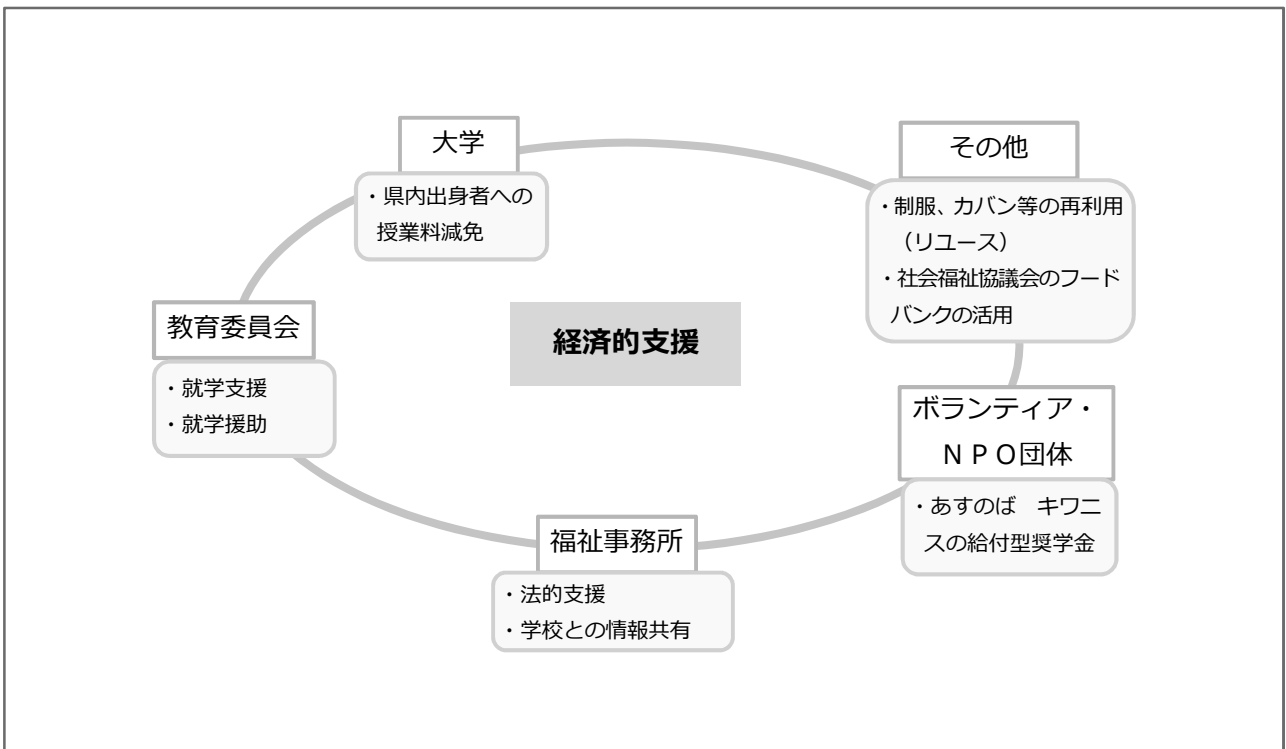 大学
・県内出身者への
授業料減免
その他
・制服、カバン等の再利用
（リユース）
・社会福祉協議会のフード
バンクの活用
教育委員会
・就学支援
・就学援助
経済的支援
ボランティア・
ＮＰＯ団体
・あすのば　キワニ
スの給付型奨学金
福祉事務所
・法的支援
・学校との情報共有